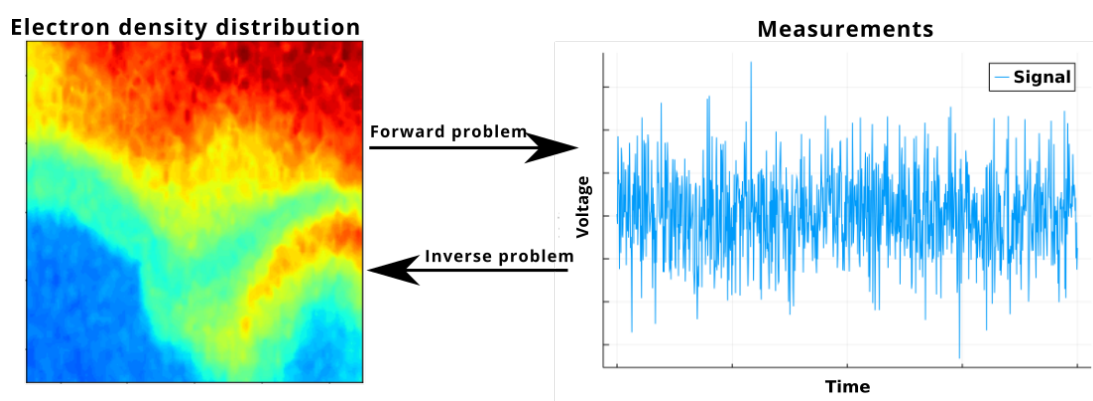 Electron density distribution
Measurements
Signal
Forward problem
Voltage
Inverse problem
Time